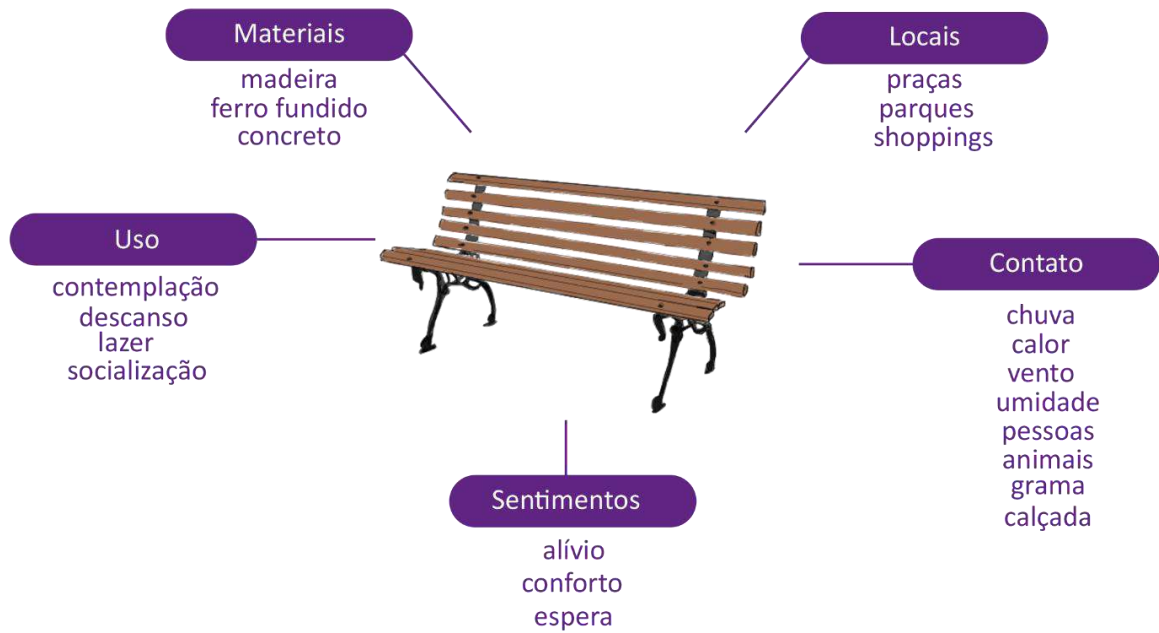 Materiais
madeira
ferro fundido
concreto
Locais
praças
parques
shoppings
Uso
contemplação
descanso
lazer
socialização
Contato
chuva
calor
vento
umidade
pessoas
animais
grama
calçada
Sentimentos
alívio
conforto
espera